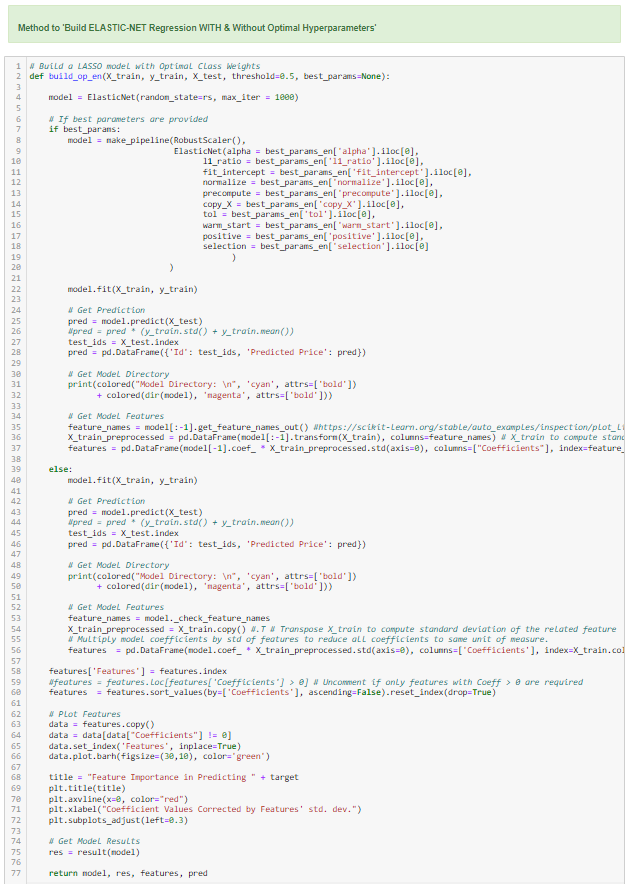 Method to 'Build ELASTIC-NET Regression WITH & Without Optimal Hyperparameters'
1 # Build a LASSO model with Optimal Class Weights
2 def build_op_en(X_train, y_train, X_test, threshold=0.5, best_params=None):
3
4 model = ElasticNet(random_state=rs, max_iter = 1000)
5
6 # If best parameters are provided
7 if best_params:
8 model = make_pipeline(RobustScaler(),
9 ElasticNet(alpha = best_params_en['alpha'].iloc[0],
10 l1_ratio = best_params_en['l1_ratio'].iloc[0],
11 fit_intercept = best_params_en['fit_intercept'].iloc[0],
12 normalize = best_params_en['normalize'].iloc[0],
13 precompute = best_params_en['precompute'].iloc[0],
14 copy_X = best_params_en['copy_X'].iloc[0],
15 tol = best_params_en['tol'].iloc[0],
16 warm_start = best_params_en['warm_start'].iloc[0],
17 positive = best_params_en['positive'].iloc[0],
18 selection = best_params_en['selection'].iloc[0]
19 )
20 )
21
22 model.fit(X_train, y_train)
23
24 # Get Prediction
25 pred = model.predict(X_test)
26 #pred = pred * (y_train.std() + y_train.mean())
27 test_ids = X_test.index
28 pred = pd.DataFrame({'Id': test_ids, 'Predicted Price': pred})
29
30 # Get Model Directory
31 print(colored("Model Directory: \n", 'cyan', attrs=['bold'])
32 + colored(dir(model), 'magenta', attrs=['bold']))
33
34 # Get Model Features
35 feature_names = model[:-1].get_feature_names_out() #https://scikit-learn.org/stable/auto_examples/inspection/plot_li
36 X_train_preprocessed = pd.DataFrame(model[:-1].transform(X_train), columns=feature_names) # X_train to compute stand
37 features = pd.DataFrame(model[-1].coef_ * X_train_preprocessed.std(axis=0), columns=["Coefficients"], index=feature_
38
39 else:
40 model.fit(X_train, y_train)
41
42 # Get Prediction
43 pred = model.predict(X_test)
44 #pred = pred * (y_train.std() + y_train.mean())
45 test_ids = X_test.index
46 pred = pd.DataFrame({'Id': test_ids, 'Predicted Price': pred})
47
48 # Get Model Directory
49 print(colored("Model Directory: \n", 'cyan', attrs=['bold'])
50 + colored(dir(model), 'magenta', attrs=['bold']))
51
52 # Get Model Features
53 feature_names = model._check_feature_names
54 X_train_preprocessed = X_train.copy() #.T # Transpose X_train to compute standard deviation of the related feature
55 # Multiply model coefficients by std of features to reduce all coefficients to same unit of measure.
56 features = pd.DataFrame(model.coef_ * X_train_preprocessed.std(axis=0), columns=['Coefficients'], index=X_train.col
57
58 features['Features'] = features.index
59 #features = features.loc[features['Coefficients'] > 0] # Uncomment if only features with Coeff > 0 are required
60 features = features.sort_values(by=['Coefficients'], ascending=False).reset_index(drop=True)
61
62 # Plot Features
63 data = features.copy()
64 data = data[data["Coefficients"] != 0]
65 data.set_index('Features', inplace=True)
66 data.plot.barh(figsize=(30,10), color='green')
67
68 title = "Feature Importance in Predicting " + target
69 plt.title(title)
70 plt.axvline(x=0, color="red")
71 plt.xlabel("Coefficient Values Corrected by Features' std. dev.")
72 plt.subplots_adjust(left=0.3)
73
74 # Get Model Results
75 res = result(model)
76
77 return model, res, features, pred